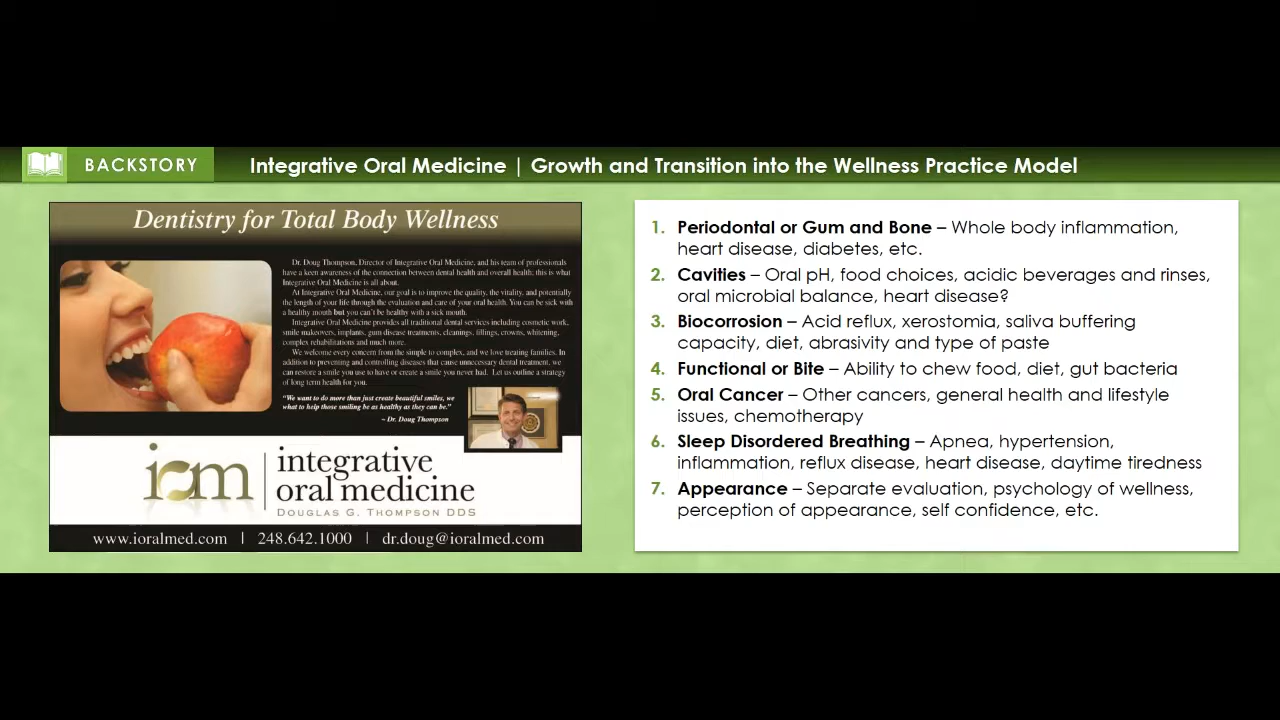 BACKSTORY
Integrative Oral Medicine | Growth and Transition into the Wellness Practice Model
Dentistry for Total Body Wellness
Dr. Doug Thompson, Director of Integrative Oral Medicine, and his team of professionals
have a keen awareness of the connection between dental health and overall health; this is what
Integrative Oral Medicine is all about.
At Integrative Oral Medicine, our goal is to improve the quality, the vitality, and potentially
the length of your life through the evaluation and care of your oral health. You can be sick with
a healthy mouth but you can't be healthy with a sick mouth.
Integrative Oral Medicine provides all traditional dental services including cosmetic work,
smile makeovers, implants, gum disease treatments, cleanings, fillings, crowns, whitening,
complex rehabilitations and much more.
We welcome every concern from the simple to complex, and we love treating families. In
addition to preventing and controlling diseases that cause unnecessary dental treatment, we
can restore a smile you use to have or create a smile you never had. Let us outline a strategy
of long term health for you.
"We want to do more than just create beautiful smiles, we
what to help those smiling be as healthy as they can be."
~ Dr. Doug Thompson
iom
integrative
oral medicine
DOUGLAS G. THOMPSON DDS
www.ioralmed.com | 248.642.1000 | dr.doug@ioralmed.com
1. Periodontal or Gum and Bone – Whole body inflammation,
heart disease, diabetes, etc.
2. Cavities – Oral pH, food choices, acidic beverages and rinses,
oral microbial balance, heart disease?
3. Biocorrosion – Acid reflux, xerostomia, saliva buffering
capacity, diet, abrasivity and type of paste
4. Functional or Bite – Ability to chew food, diet, gut bacteria
5. Oral Cancer – Other cancers, general health and lifestyle
issues, chemotherapy
6. Sleep Disordered Breathing – Apnea, hypertension,
inflammation, reflux disease, heart disease, daytime tiredness
7. Appearance – Separate evaluation, psychology of wellness,
perception of appearance, self confidence, etc.